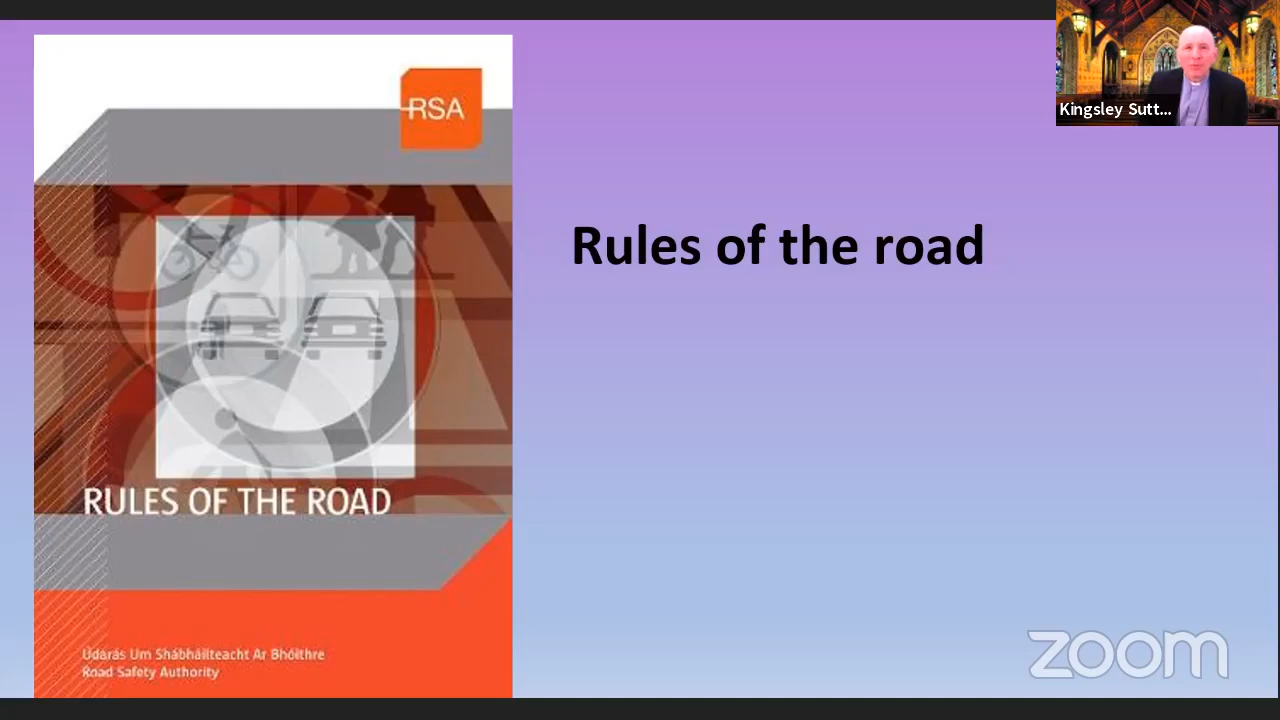 RSA
Kingsley Sutt...
Rules of the road
RULES OF THE ROAD
Údarás Um Shábháilteacht Ar Bhóithre
Road Safety Authority
zoom